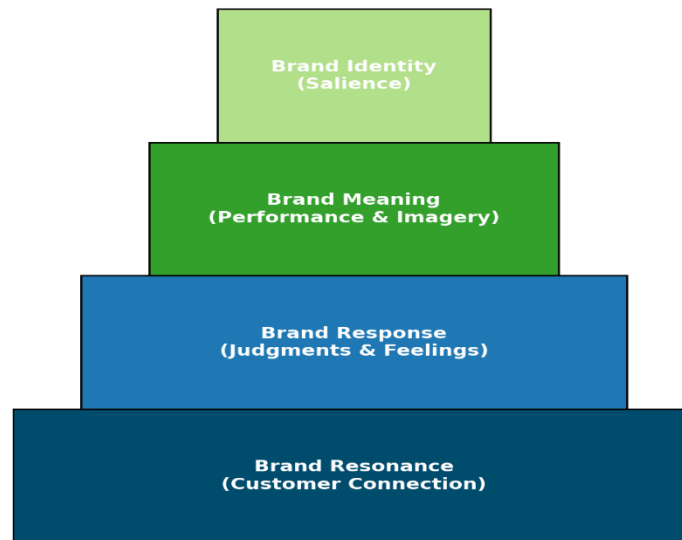 Brand Identity
(Salience)
Brand Meaning
(Performance & Imagery)
Brand Response
(Judgments & Feelings)
Brand Resonance
(Customer Connection)